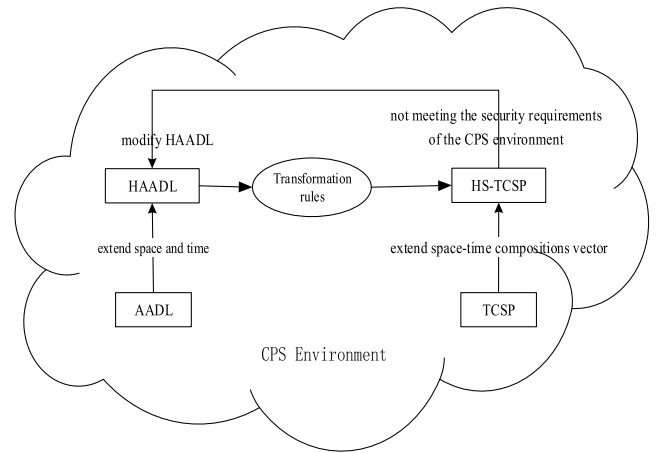 not meeting the security requirements
of the CPS environment
modify HAADL
HAADL
Transformation
rules
HS-TCSP
extend space and time
extend space-time compositions vector
AADL
TCSP
CPS Environment